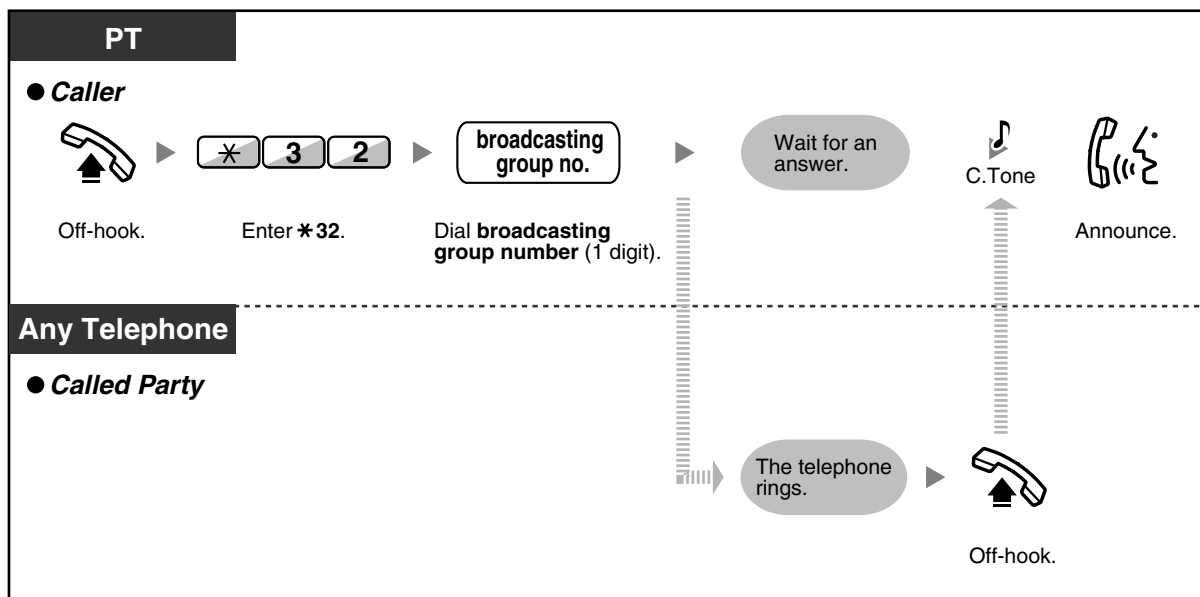 PT
● Caller
✳ 3 2
broadcasting
group no.
Wait for an
answer.
C.Tone
Off-hook.
Enter ✳32.
Dial broadcasting
group number (1 digit).
Announce.
Any Telephone
● Called Party
The telephone
rings.
Off-hook.